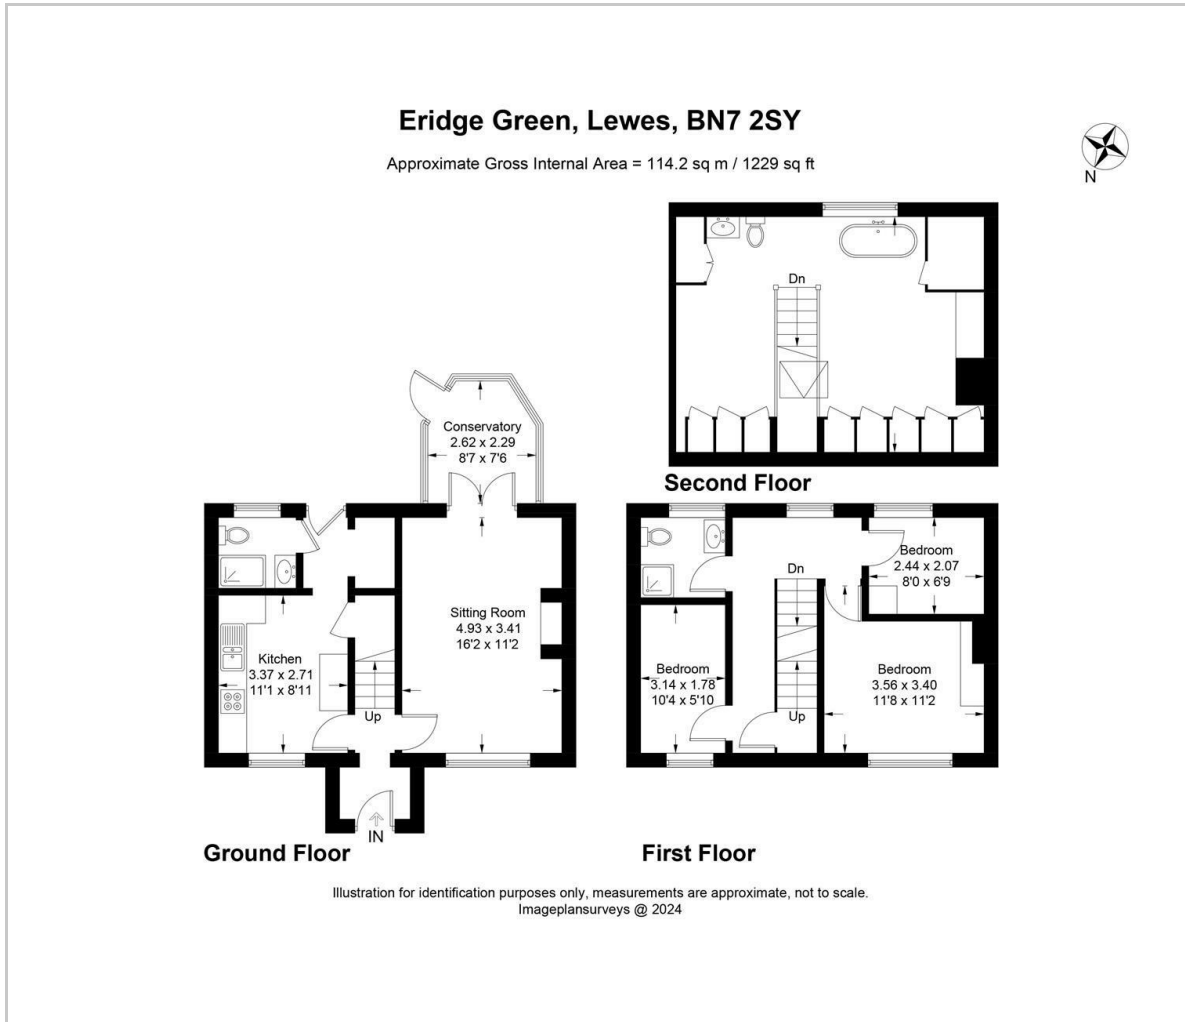 Eridge Green, Lewes, BN7 2SY
Approximate Gross Internal Area = 114.2 sq m / 1229 sq ft
N
Dn
Second Floor
Conservatory
2.62 x 2.29
8'7 x 7'6
Sitting Room
4.93 x 3.41
16'2 x 11'2
Kitchen
3.37 x 2.71
11'1 x 8'11
Up
IN
Ground Floor
Dn
Bedroom
2.44 x 2.07
8'0 x 6'9
Bedroom
3.14 x 1.78
10'4 x 5'10
Bedroom
3.56 x 3.40
11'8 x 11'2
Up
First Floor
Illustration for identification purposes only, measurements are approximate, not to scale.
Imageplansurveys @ 2024